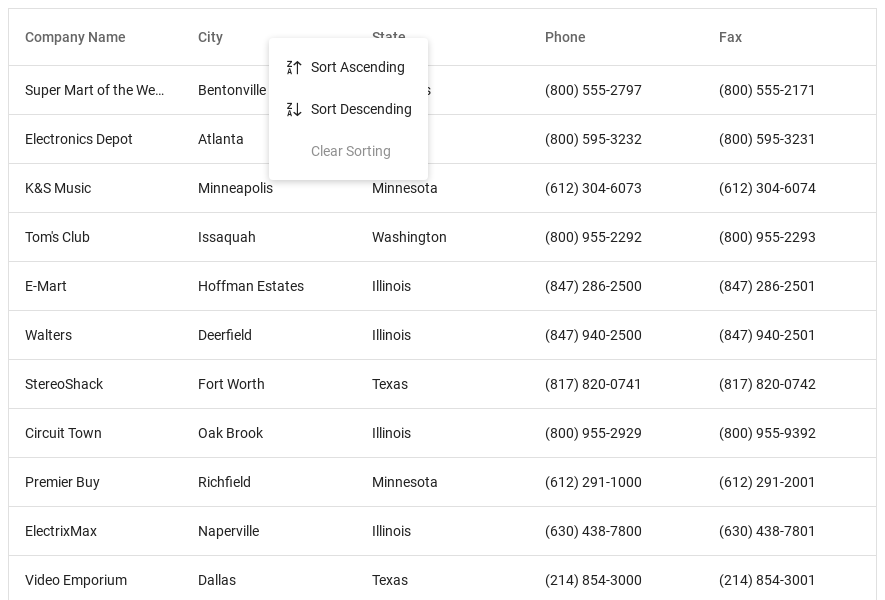 Company Name City State Phone Fax
Sort Ascending
Super Mart of the We... Bentonville (800) 555-2797 (800) 555-2171
Sort Descending
Electronics Depot Atlanta (800) 595-3232 (800) 595-3231
Clear Sorting
K&S Music Minneapolis Minnesota (612) 304-6073 (612) 304-6074
Tom's Club Issaquah Washington (800) 955-2292 (800) 955-2293
E-Mart Hoffman Estates Illinois (847) 286-2500 (847) 286-2501
Walters Deerfield Illinois (847) 940-2500 (847) 940-2501
StereoShack Fort Worth Texas (817) 820-0741 (817) 820-0742
Circuit Town Oak Brook Illinois (800) 955-2929 (800) 955-9392
Premier Buy Richfield Minnesota (612) 291-1000 (612) 291-2001
ElectrixMax Naperville Illinois (630) 438-7800 (630) 438-7801
Video Emporium Dallas Texas (214) 854-3000 (214) 854-3001